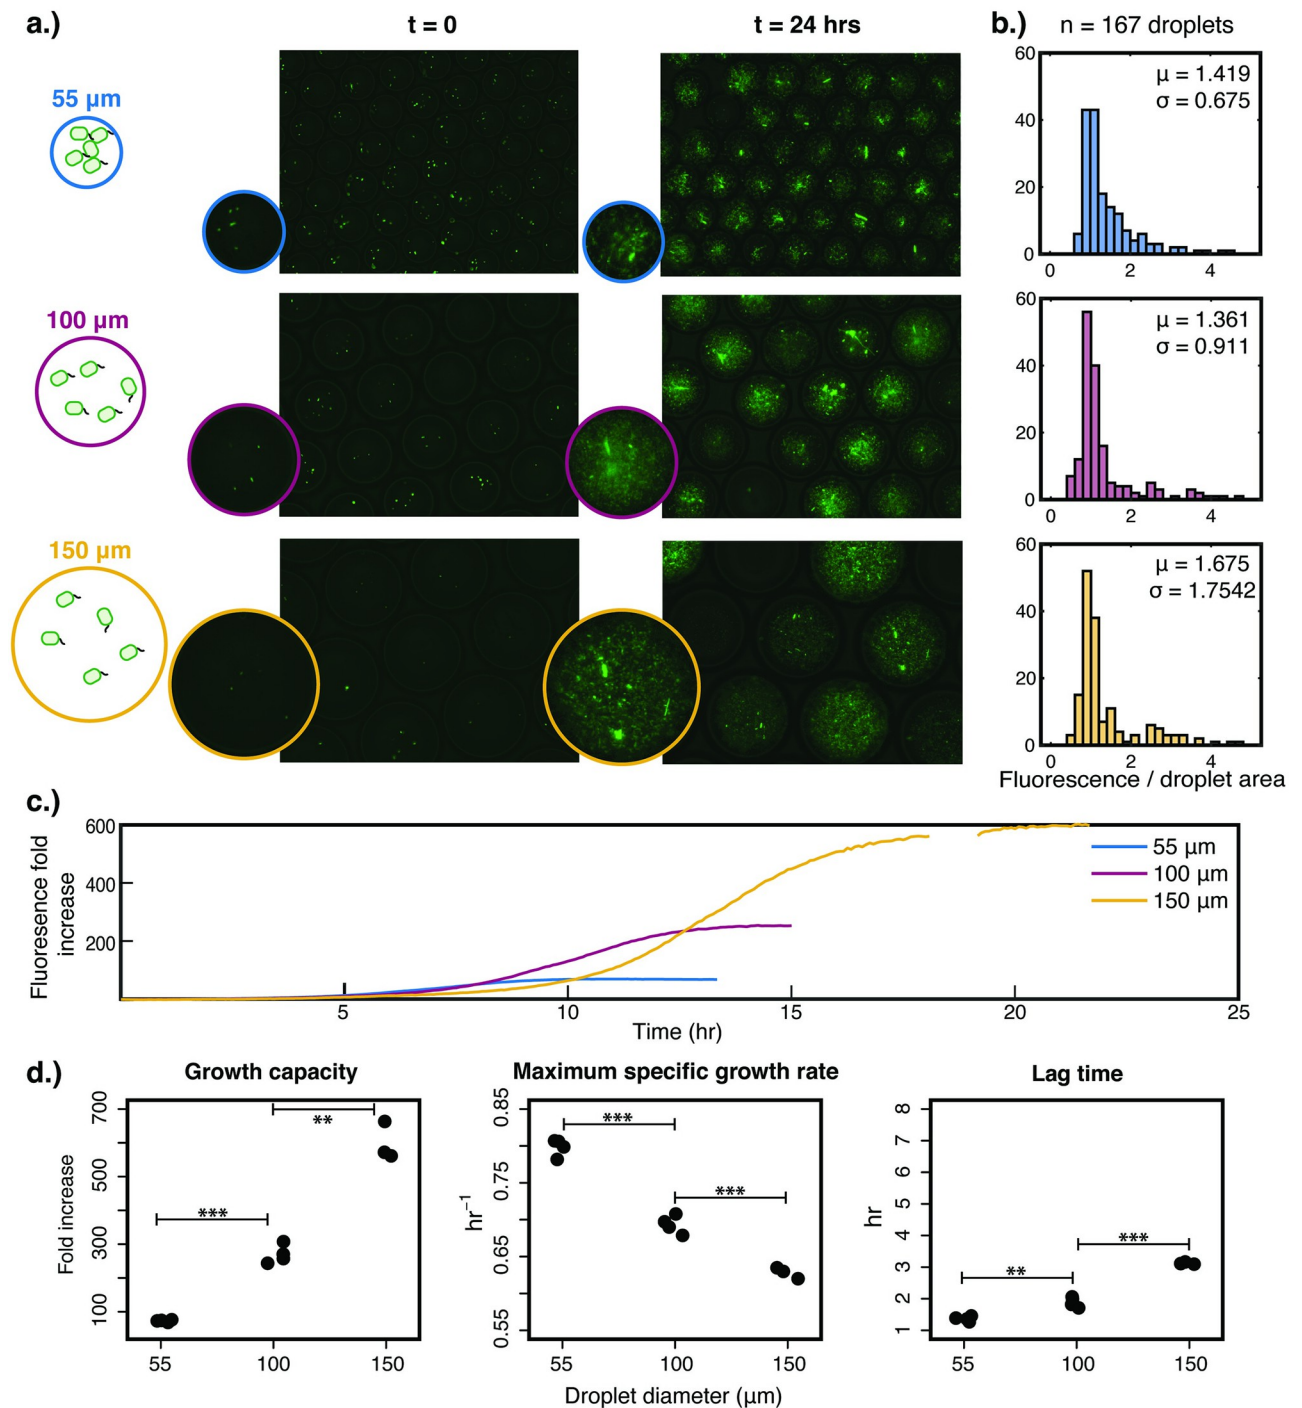 a.)
t = 0
t = 24 hrs
55 µm
100 µm
150 µm
b.)
n = 167 droplets
60
40
20
0
0
2
4
µ = 1.419
σ = 0.675
60
40
20
0
0
2
4
µ = 1.361
σ = 0.911
60
40
20
0
0
2
4
µ = 1.675
σ = 1.7542
Fluorescence / droplet area
c.)
Fluoresence fold
increase
600
400
200
5
10
15
20
25
Time (hr)
55 µm
100 µm
150 µm
d.)
Growth capacity
Fold increase
700
500
300
100
**
***
55
100
150
Maximum specific growth rate
hr⁻¹
0.85
0.75
0.65
0.55
***
***
55
100
150
Droplet diameter (µm)
Lag time
hr
8
7
6
5
4
3
2
1
***
**
55
100
150